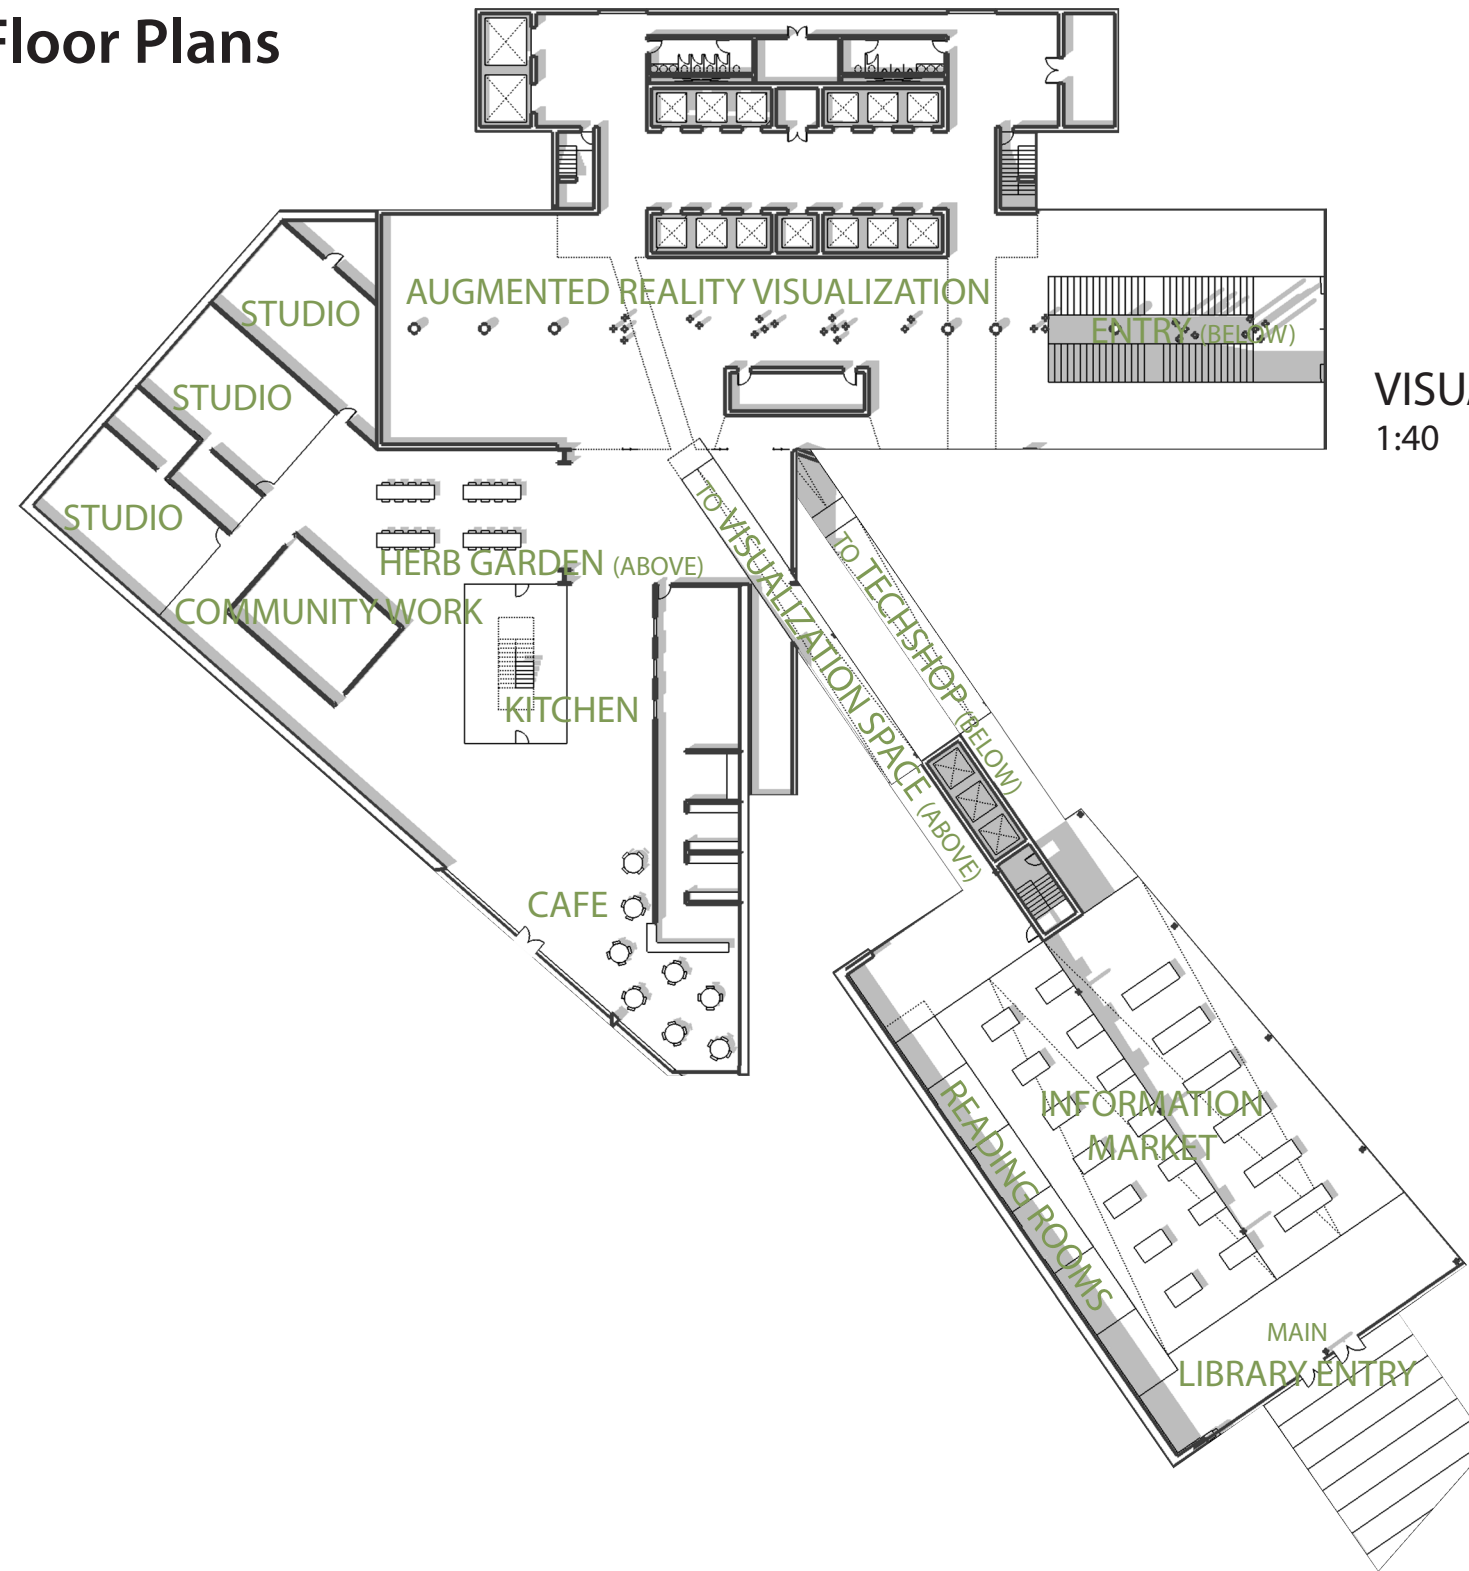 Floor Plans
AUGMENTED REALITY VISUALIZATION
STUDIO
ENTRY (BELOW)
STUDIO
VISUA
1:40
STUDIO
TO VISUALIZATION SPACE (ABOVE)
TO TECHSHOP (BELOW)
HERB GARDEN (ABOVE)
COMMUNITY WORK
KITCHEN
CAFE
READING ROOMS
INFORMATION
MARKET
MAIN
LIBRARY ENTRY